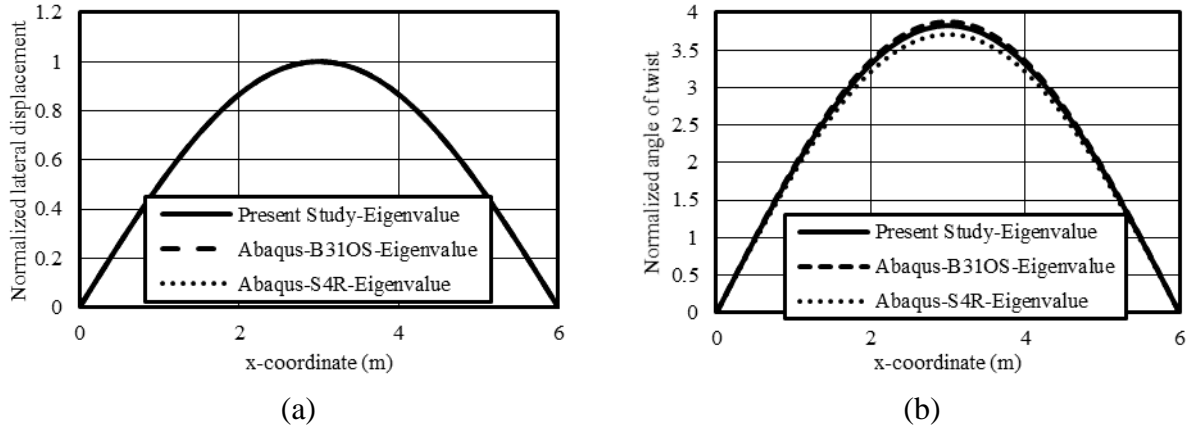 1.2
1
0.8
0.6
0.4
0.2
0
0
2
4
6
Normalized lateral displacement
x-coordinate (m)
Present Study-Eigenvalue
Abaqus-B31OS-Eigenvalue
Abaqus-S4R-Eigenvalue
(a)
4
3.5
3
2.5
2
1.5
1
0.5
0
0
2
4
6
Normalized angle of twist
x-coordinate (m)
Present Study-Eigenvalue
Abaqus-B31OS-Eigenvalue
Abaqus-S4R-Eigenvalue
(b)